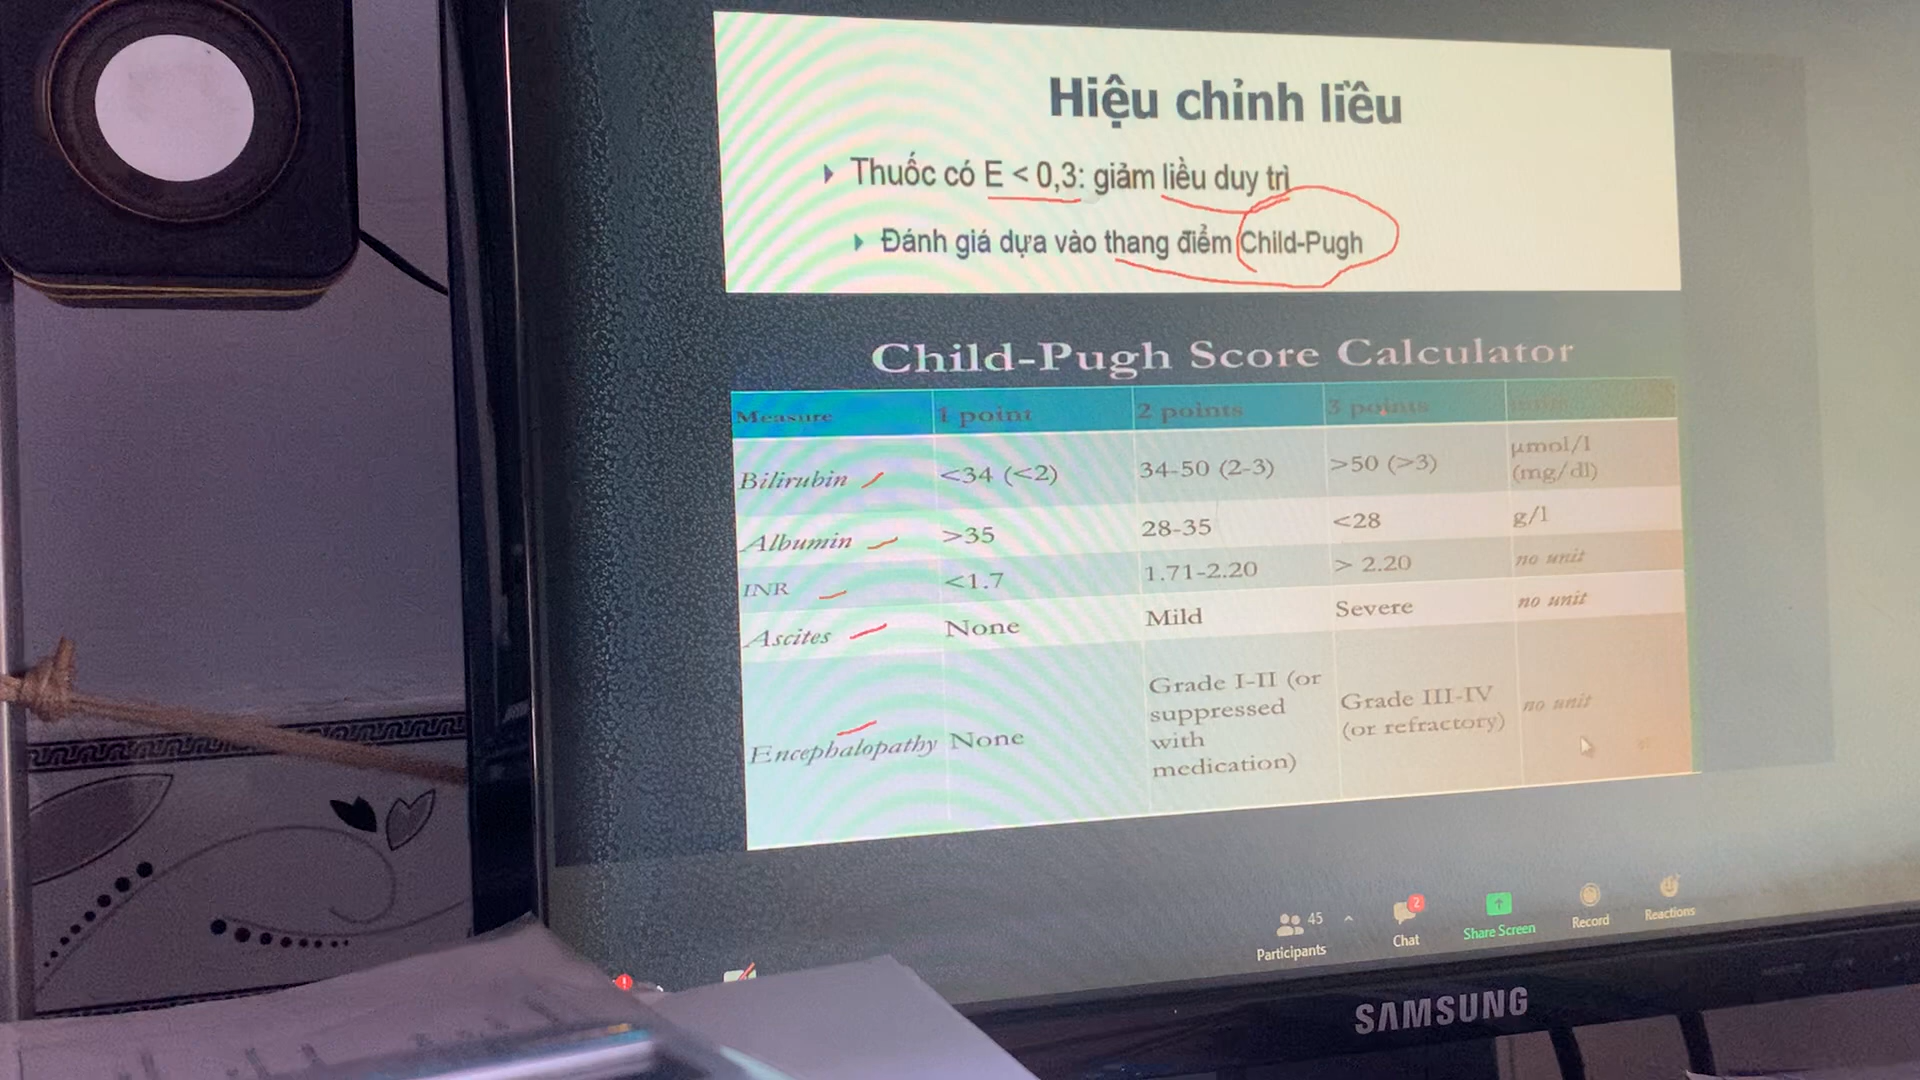 Hiệu chỉnh liều
Thuốc có E < 0,3: giảm liều duy trì
Đánh giá dựa vào thang điểm Child-Pugh
Child-Pugh Score Calculator
Measure 1 point 2 points 3 points
Bilirubin <34 (<2) 34-50 (2-3) >50 (>3) µmol/l (mg/dl)
Albumin >35 28-35 <28 g/l
INR <1.7 1.71-2.20 > 2.20 no unit
Ascites None Mild Severe no unit
Encephalopathy None Grade I-II (or suppressed with medication) Grade III-IV (or refractory) no unit
45
2
Participants
Chat
Share Screen
Record
Reactions
SAMSUNG